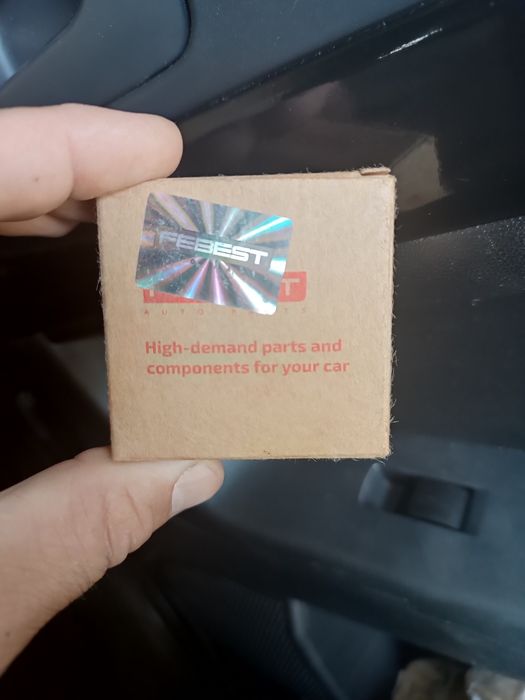 FEBEST
High-demand parts and
components for your car